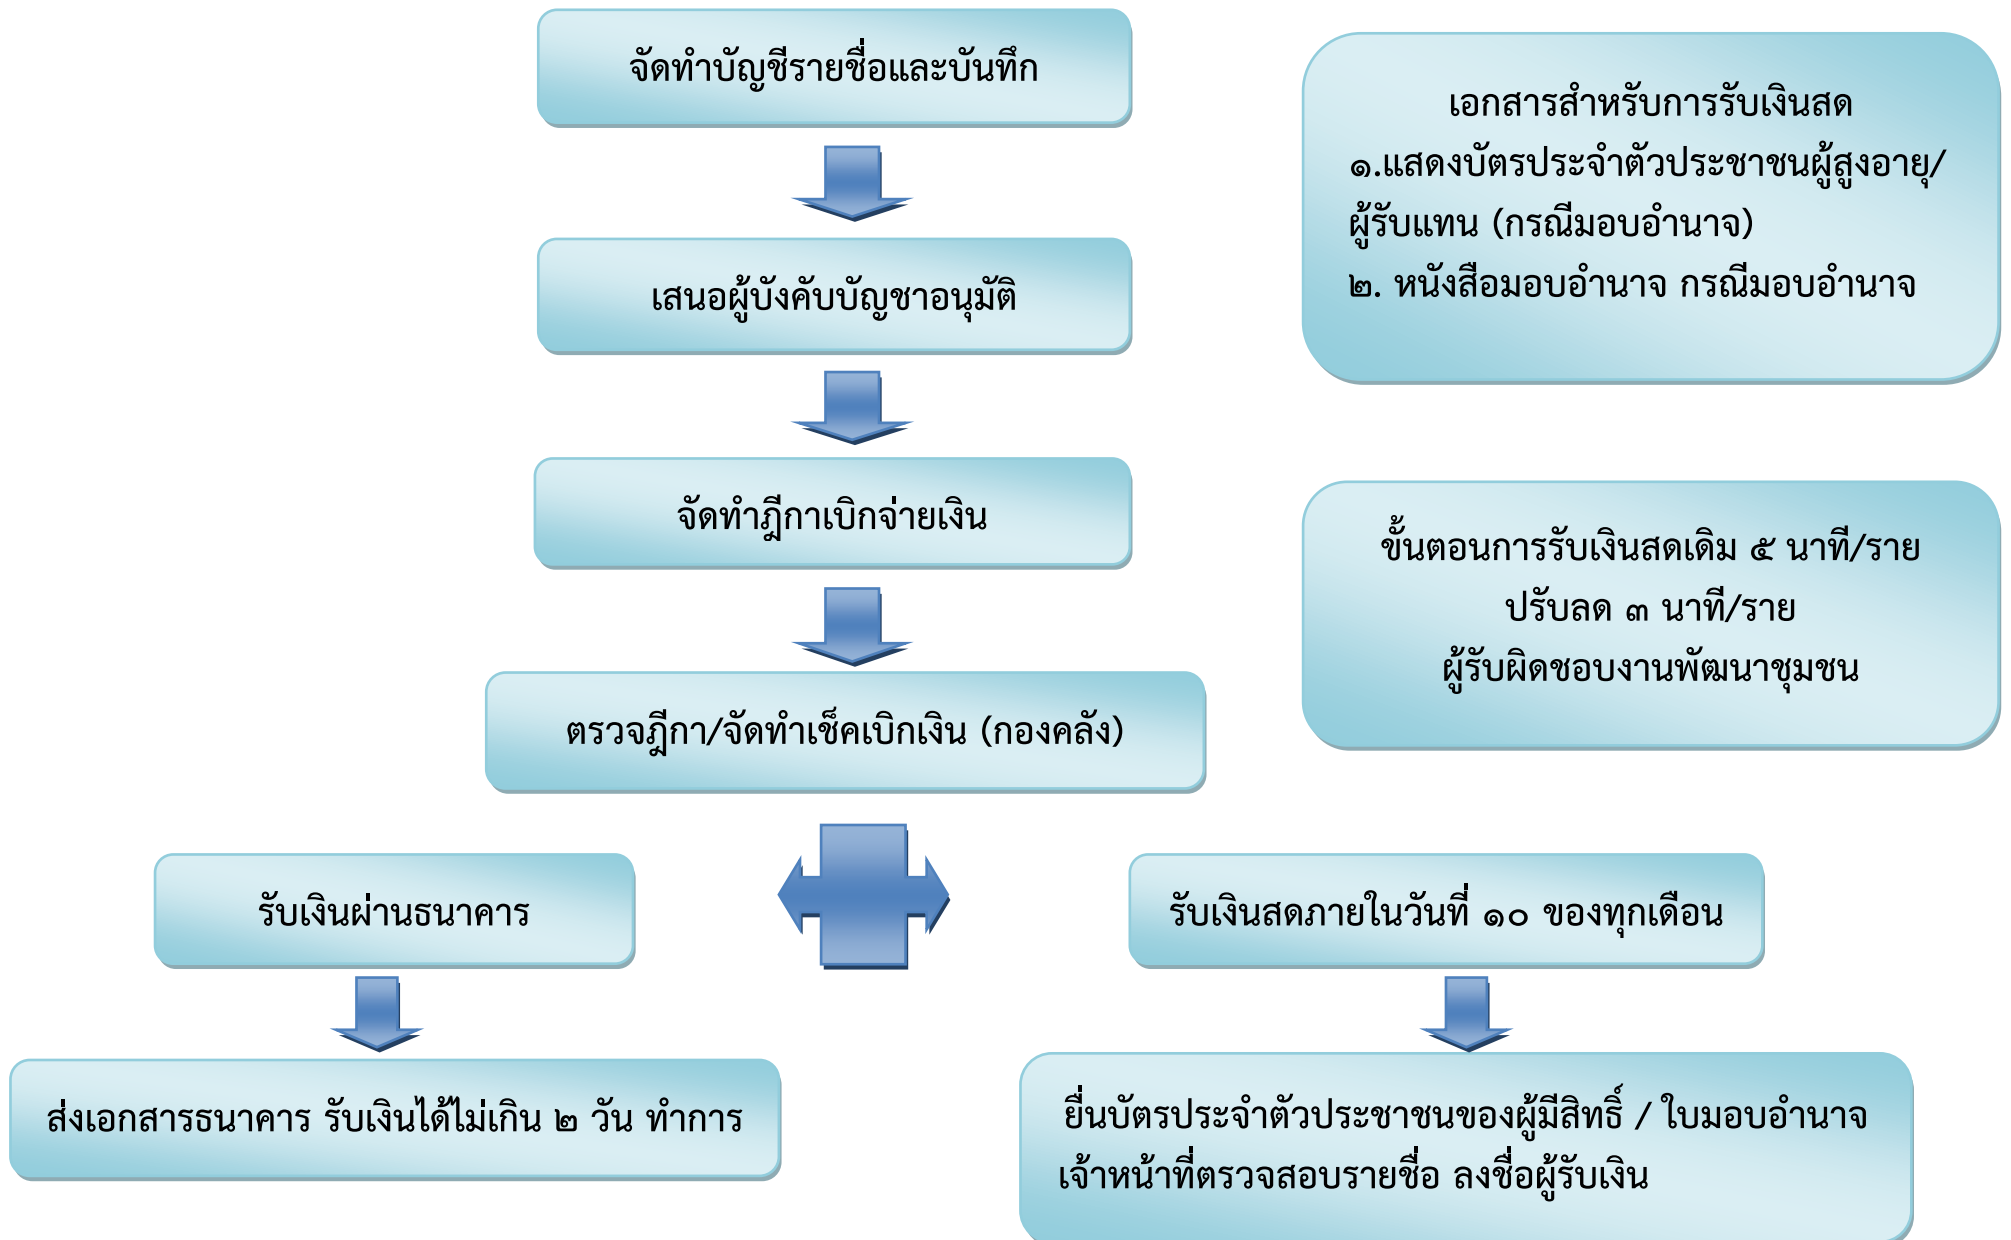 จัดทำบัญชีรายชื่อและบันทึก
เสนอผู้บังคับบัญชาอนุมัติ
จัดทำฎีกาเบิกจ่ายเงิน
ตรวจฎีกา/จัดทำเช็คเบิกเงิน (กองคลัง)
รับเงินผ่านธนาคาร
ส่งเอกสารธนาคาร รับเงินได้ไม่เกิน ๒ วัน ทำการ
รับเงินสดภายในวันที่ ๑๐ ของทุกเดือน
ยื่นบัตรประจำตัวประชาชนของผู้มีสิทธิ์ / ใบมอบอำนาจ
เจ้าหน้าที่ตรวจสอบรายชื่อ ลงชื่อผู้รับเงิน
เอกสารสำหรับการรับเงินสด
๑.แสดงบัตรประจำตัวประชาชนผู้สูงอายุ/
ผู้รับแทน (กรณีมอบอำนาจ)
๒. หนังสือมอบอำนาจ กรณีมอบอำนาจ
ขั้นตอนการรับเงินสดเดิม ๕ นาที/ราย
ปรับลด ๓ นาที/ราย
ผู้รับผิดชอบงานพัฒนาชุมชน